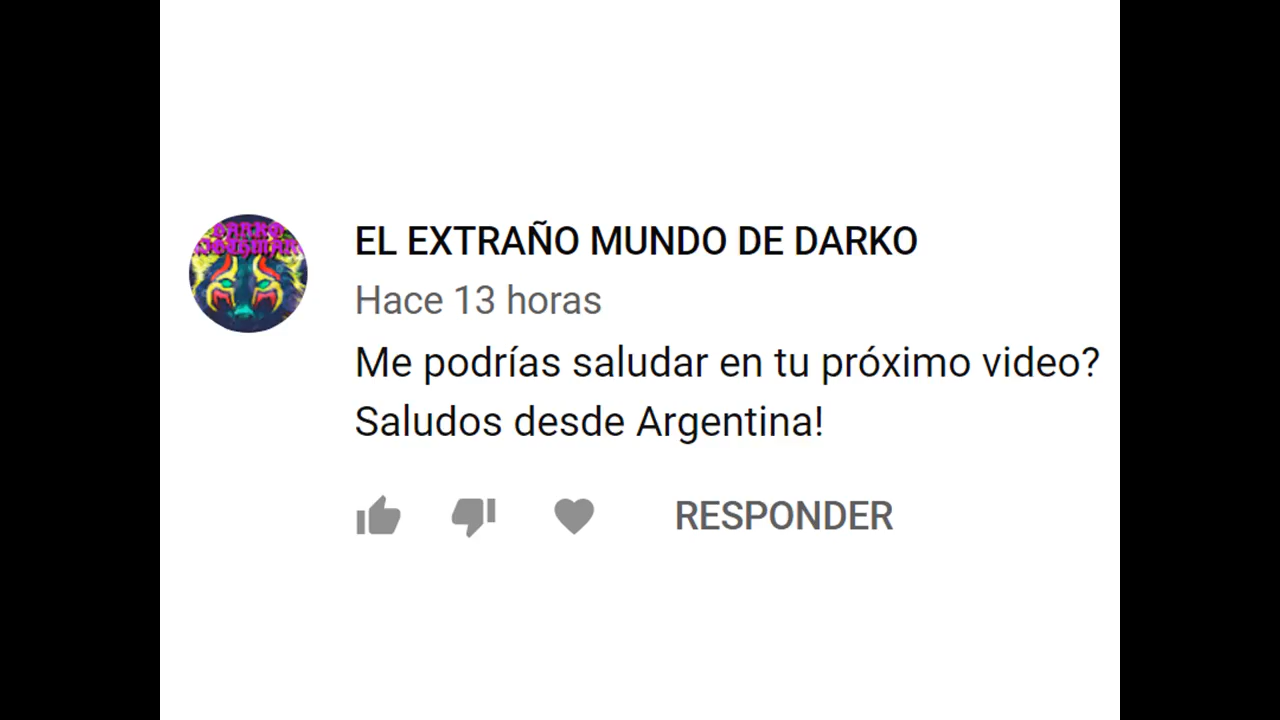 DARKO
EL EXTRAÑO MUNDO DE DARKO
Hace 13 horas
Me podrías saludar en tu próximo video?
Saludos desde Argentina!
RESPONDER